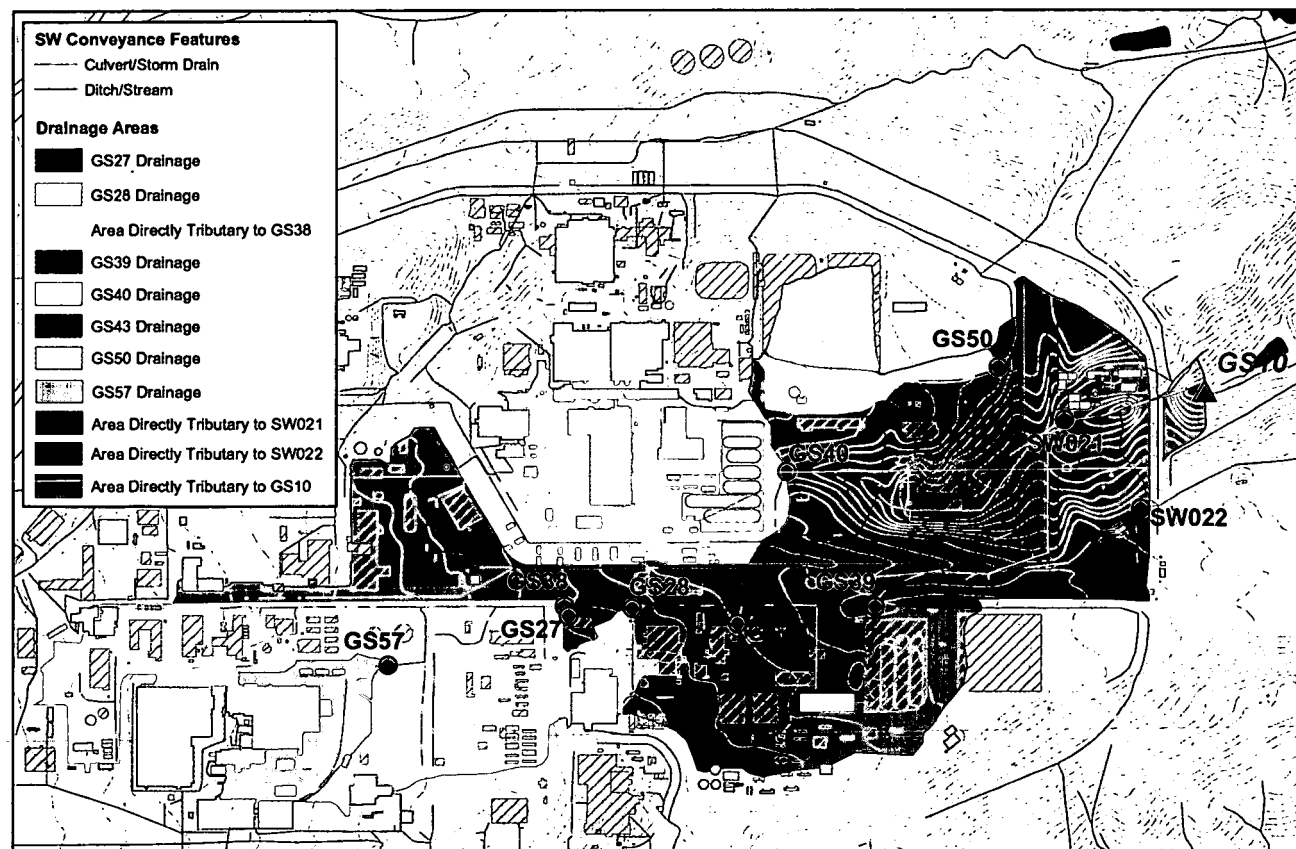 SW Conveyance Features
Culvert/Storm Drain
Ditch/Stream
Drainage Areas
GS27 Drainage
GS28 Drainage
Area Directly Tributary to GS38
GS39 Drainage
GS40 Drainage
GS43 Drainage
GS50 Drainage
GS57 Drainage
Area Directly Tributary to SW021
Area Directly Tributary to SW022
Area Directly Tributary to GS10
GS50
GS10
SW021
GS40
SW022
GS38
GS28
GS39
GS27
GS57